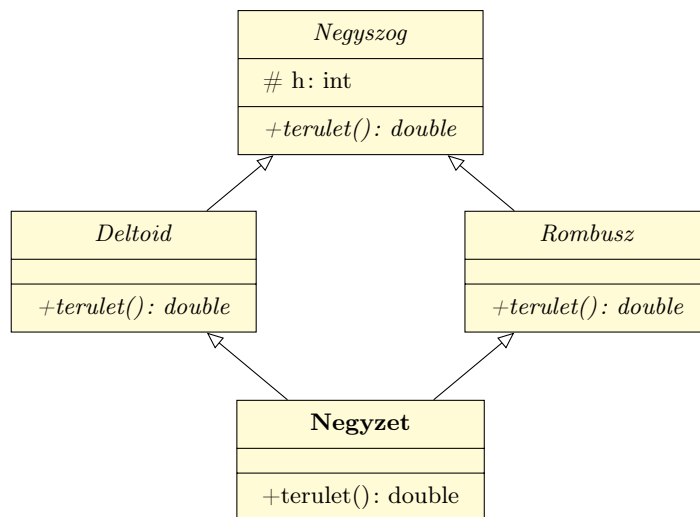 Negyszog
# h: int
+terulet(): double
Deltoid
+terulet(): double
Rombusz
+terulet(): double
Negyzet
+terulet(): double